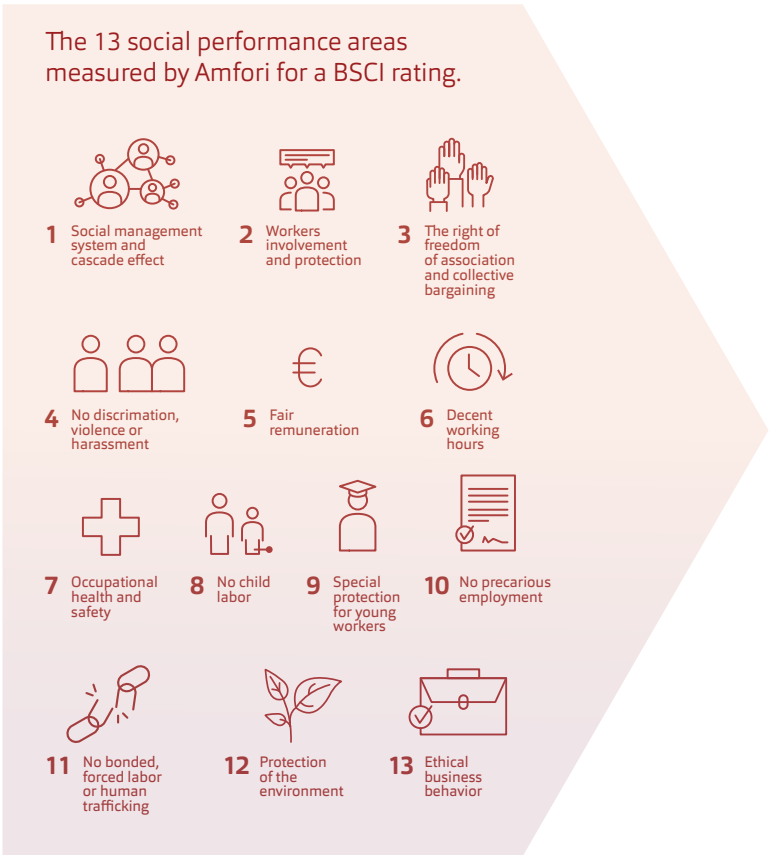 The 13 social performance areas
measured by Amfori for a BSCI rating.
1 Social management
system and
cascade effect
2 Workers
involvement
and protection
3 The right of
freedom
of association
and collective
bargaining
4 No discrimation,
violence or
harassment
5 Fair
remuneration
6 Decent
working
hours
7 Occupational
health and
safety
8 No child
labor
9 Special
protection
for young
workers
10 No precarious
employment
11 No bonded,
forced labor
or human
trafficking
12 Protection
of the
environment
13 Ethical
business
behavior